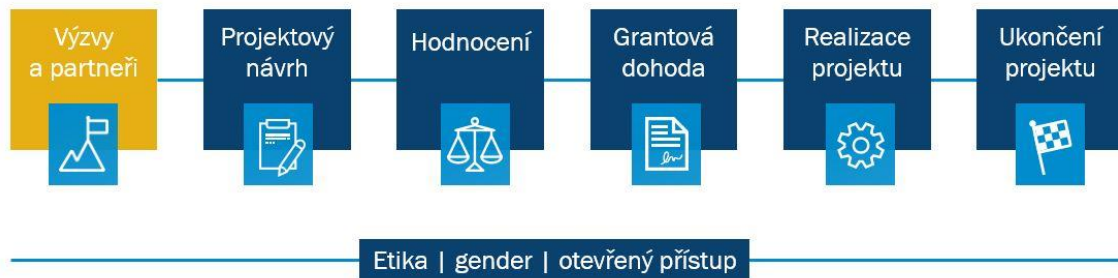 Výzvy
a partneři
Projektový
návrh
Hodnocení
Grantová
dohoda
Realizace
projektu
Ukončení
projektu
Etika | gender | otevřený přístup